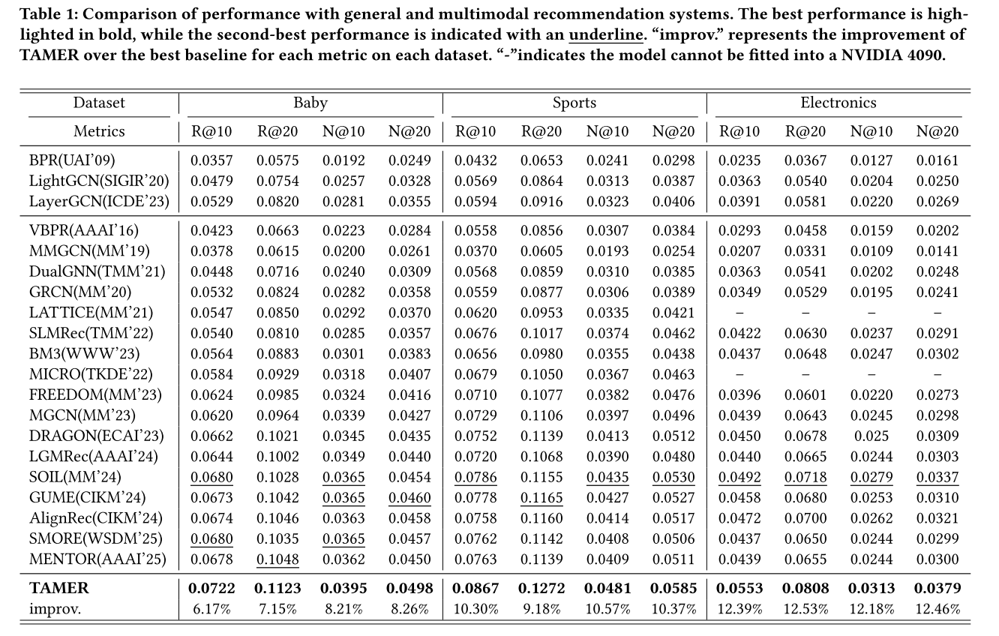 Table 1: Comparison of performance with general and multimodal recommendation systems. The best performance is high-
lighted in bold, while the second-best performance is indicated with an underline. “improv.” represents the improvement of
TAMER over the best baseline for each metric on each dataset. “-”indicates the model cannot be fitted into a NVIDIA 4090.
Dataset Baby Sports Electronics
Metrics R@10 R@20 N@10 N@20 R@10 R@20 N@10 N@20 R@10 R@20 N@10 N@20
BPR(UAI’09) 0.0357 0.0575 0.0192 0.0249 0.0432 0.0653 0.0241 0.0298 0.0235 0.0367 0.0127 0.0161
LightGCN(SIGIR’20) 0.0479 0.0754 0.0257 0.0328 0.0569 0.0864 0.0313 0.0387 0.0363 0.0540 0.0204 0.0250
LayerGCN(ICDE’23) 0.0529 0.0820 0.0281 0.0355 0.0594 0.0916 0.0323 0.0406 0.0391 0.0581 0.0220 0.0269
VBPR(AAAI’16) 0.0423 0.0663 0.0223 0.0284 0.0558 0.0856 0.0307 0.0384 0.0293 0.0458 0.0159 0.0202
MMGCN(MM’19) 0.0378 0.0615 0.0200 0.0261 0.0370 0.0605 0.0193 0.0254 0.0207 0.0331 0.0109 0.0141
DualGNN(TMM’21) 0.0448 0.0716 0.0240 0.0309 0.0568 0.0859 0.0310 0.0385 0.0363 0.0541 0.0202 0.0248
GRCN(MM’20) 0.0532 0.0824 0.0282 0.0358 0.0559 0.0877 0.0306 0.0389 0.0349 0.0529 0.0195 0.0241
LATTICE(MM’21) 0.0547 0.0850 0.0292 0.0370 0.0620 0.0953 0.0335 0.0421 – – – –
SLMRec(TMM’22) 0.0540 0.0810 0.0285 0.0357 0.0676 0.1017 0.0374 0.0462 0.0422 0.0630 0.0237 0.0291
BM3(WWW’23) 0.0564 0.0883 0.0301 0.0383 0.0656 0.0980 0.0355 0.0438 0.0437 0.0648 0.0247 0.0302
MICRO(TKDE’22) 0.0584 0.0929 0.0318 0.0407 0.0679 0.1050 0.0367 0.0463 – – – –
FREEDOM(MM’23) 0.0624 0.0985 0.0324 0.0416 0.0710 0.1077 0.0382 0.0476 0.0396 0.0601 0.0220 0.0273
MGCN(MM’23) 0.0620 0.0964 0.0339 0.0427 0.0729 0.1106 0.0397 0.0496 0.0439 0.0643 0.0245 0.0298
DRAGON(ECAI’23) 0.0662 0.1021 0.0345 0.0435 0.0752 0.1139 0.0413 0.0512 0.0450 0.0678 0.025 0.0309
LGMRec(AAAI’24) 0.0644 0.1002 0.0349 0.0440 0.0720 0.1068 0.0390 0.0480 0.0440 0.0665 0.0244 0.0303
SOIL(MM’24) 0.0680 0.1028 0.0365 0.0454 0.0786 0.1155 0.0435 0.0530 0.0492 0.0718 0.0279 0.0337
GUME(CIKM’24) 0.0673 0.1042 0.0365 0.0460 0.0778 0.1165 0.0427 0.0527 0.0458 0.0680 0.0253 0.0310
AlignRec(CIKM’24) 0.0674 0.1046 0.0363 0.0458 0.0758 0.1160 0.0414 0.0517 0.0472 0.0700 0.0262 0.0321
SMORE(WSDM’25) 0.0680 0.1035 0.0365 0.0457 0.0762 0.1142 0.0408 0.0506 0.0437 0.0650 0.0244 0.0299
MENTOR(AAAI’25) 0.0678 0.1048 0.0362 0.0450 0.0763 0.1139 0.0409 0.0511 0.0439 0.0655 0.0244 0.0300
TAMER 0.0722 0.1123 0.0395 0.0498 0.0867 0.1272 0.0481 0.0585 0.0553 0.0808 0.0313 0.0379
improv. 6.17% 7.15% 8.21% 8.26% 10.30% 9.18% 10.57% 10.37% 12.39% 12.53% 12.18% 12.46%